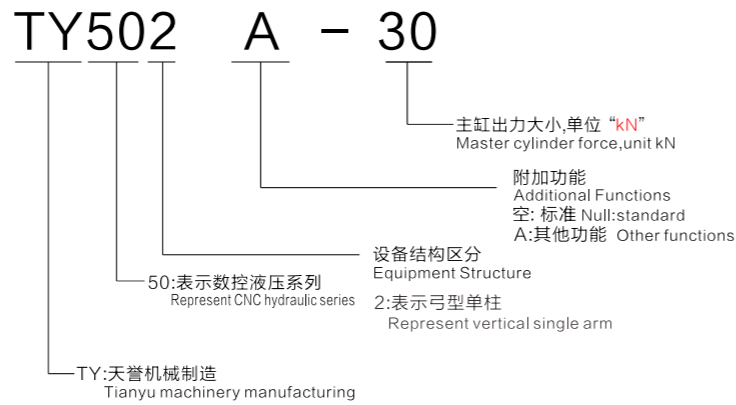 TY502 A - 30
主缸出力大小,单位 “kN”
Master cylinder force,unit kN
附加功能
Additional Functions
空: 标准 Null:standard
A:其他功能 Other functions
设备结构区分
Equipment Structure
50:表示数控液压系列
Represent CNC hydraulic series
2:表示弓型单柱
Represent vertical single arm
TY:天誉机械制造
Tianyu machinery manufacturing